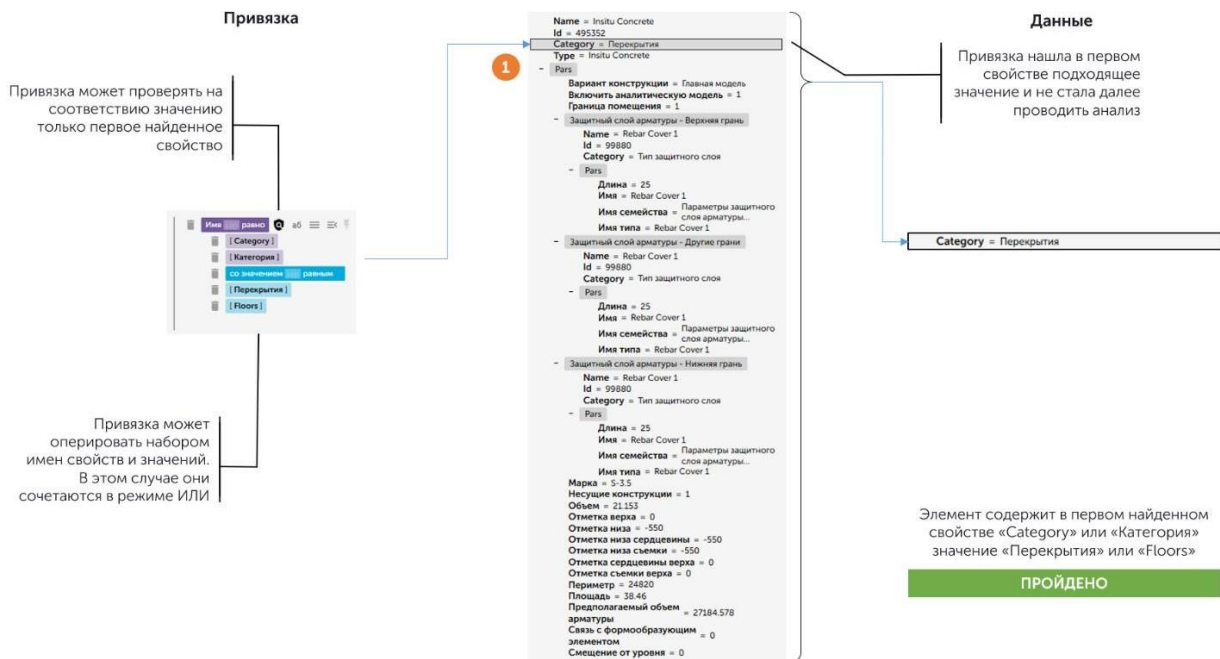 Привязка
Привязка может проверять на
соответствию значению
только первое найденное
свойство
Имя равно аб
[ Category ]
[ Категория ]
со значением равным
[ Перекрытия ]
[ Floors ]
Привязка может
оперировать набором
имен свойств и значений.
В этом случае они
сочетаются в режиме ИЛИ
1
Name = Insitu Concrete
Id = 495352
Category = Перекрытия
Type = Insitu Concrete
− Pars
Вариант конструкции = Главная модель
Включить аналитическую модель = 1
Граница помещения = 1
− Защитный слой арматуры - Верхняя грань
Name = Rebar Cover 1
Id = 99880
Category = Тип защитного слоя
− Pars
Длина = 25
Имя = Rebar Cover 1
Имя семейства = Параметры защитного
слоя арматуры...
Имя типа = Rebar Cover 1
− Защитный слой арматуры - Другие грани
Name = Rebar Cover 1
Id = 99880
Category = Тип защитного слоя
− Pars
Длина = 25
Имя = Rebar Cover 1
Имя семейства = Параметры защитного
слоя арматуры...
Имя типа = Rebar Cover 1
− Защитный слой арматуры - Нижняя грань
Name = Rebar Cover 1
Id = 99880
Category = Тип защитного слоя
− Pars
Длина = 25
Имя = Rebar Cover 1
Имя семейства = Параметры защитного
слоя арматуры...
Имя типа = Rebar Cover 1
Марка = S-3.5
Несущие конструкции = 1
Объем = 21.153
Отметка верха = 0
Отметка низа = -550
Отметка низа сердцевины = -550
Отметка низа съемки = -550
Отметка сердцевины верха = 0
Отметка съемки верха = 0
Периметр = 24820
Площадь = 38.46
Предполагаемый объем
арматуры = 27184.578
Связь с формообразующим
элементом = 0
Смещение от уровня = 0
Данные
Привязка нашла в первом
свойстве подходящее
значение и не стала далее
проводить анализ
Category = Перекрытия
Элемент содержит в первом найденном
свойстве «Category» или «Категория»
значение «Перекрытия» или «Floors»
ПРОЙДЕНО